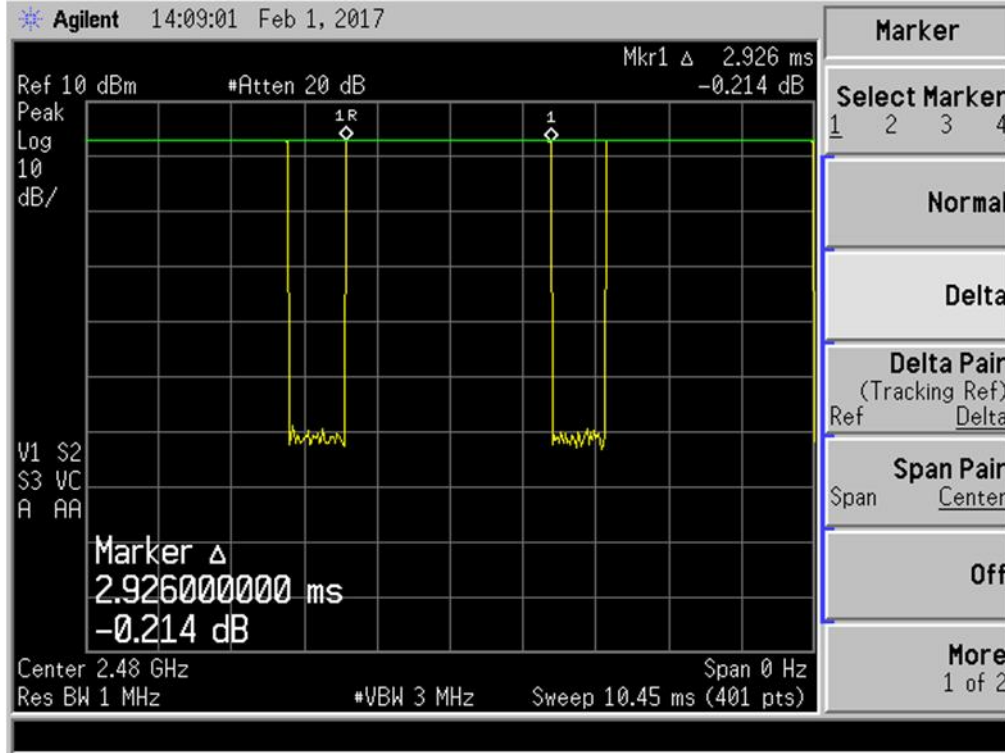 Agilent 14:09:01 Feb 1, 2017
Mkr1 Δ 2.926 ms
Ref 10 dBm #Atten 20 dB -0.214 dB
Peak
Log
10
dB/
1R
1
V1 S2
S3 VC
A AA
Marker Δ
2.926000000 ms
-0.214 dB
Center 2.48 GHz Span 0 Hz
Res BW 1 MHz #VBW 3 MHz Sweep 10.45 ms (401 pts)
Marker
Select Marker
1 2 3 4
Normal
Delta
Delta Pair
(Tracking Ref)
Ref Delta
Span Pair
Span Center
Off
More
1 of 2